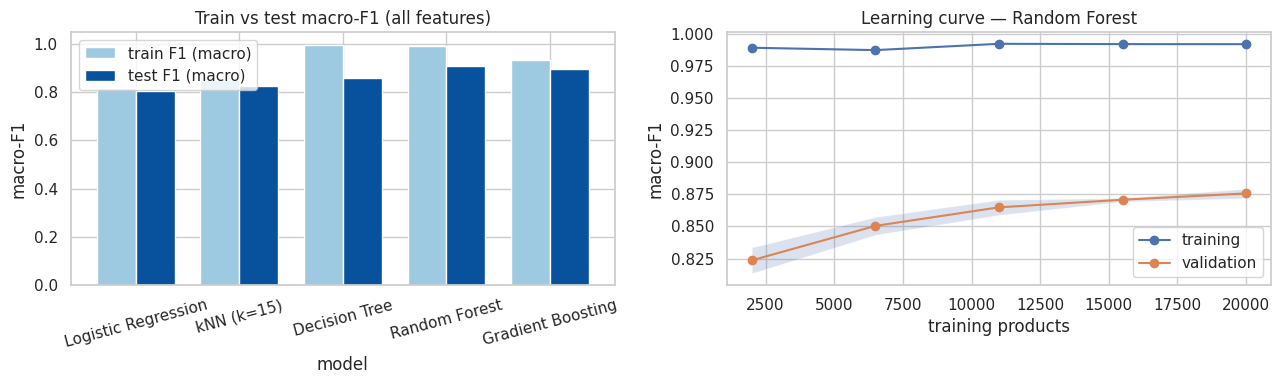 Train vs test macro-F1 (all features)
train F1 (macro)
test F1 (macro)
macro-F1
1.0
0.8
0.6
0.4
0.2
0.0
Logistic Regression
kNN (k=15)
Decision Tree
Random Forest
Gradient Boosting
model
Learning curve — Random Forest
macro-F1
1.000
0.975
0.950
0.925
0.900
0.875
0.850
0.825
training
validation
2500 5000 7500 10000 12500 15000 17500 20000
training products